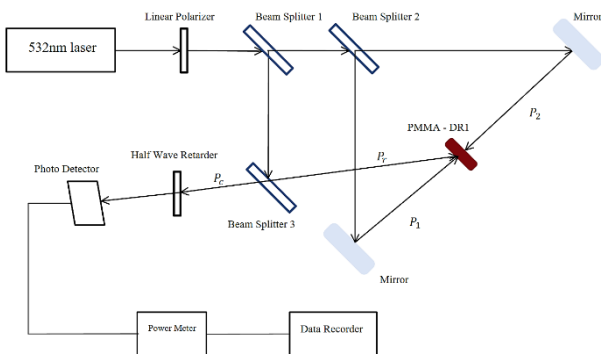 Linear Polarizer
Beam Splitter 1
Beam Splitter 2
Mirror
532nm laser
P2
PMMA - DR1
Half Wave Retarder
Photo Detector
Pr
Pc
Beam Splitter 3
P1
Mirror
Power Meter
Data Recorder